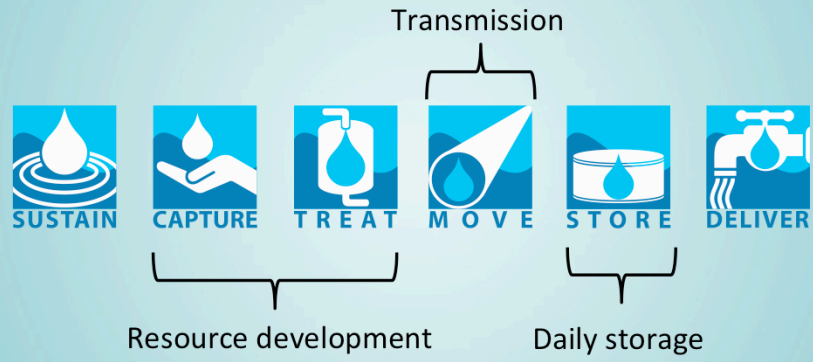 Transmission
SUSTAIN CAPTURE TREAT MOVE STORE DELIVER
Resource development Daily storage